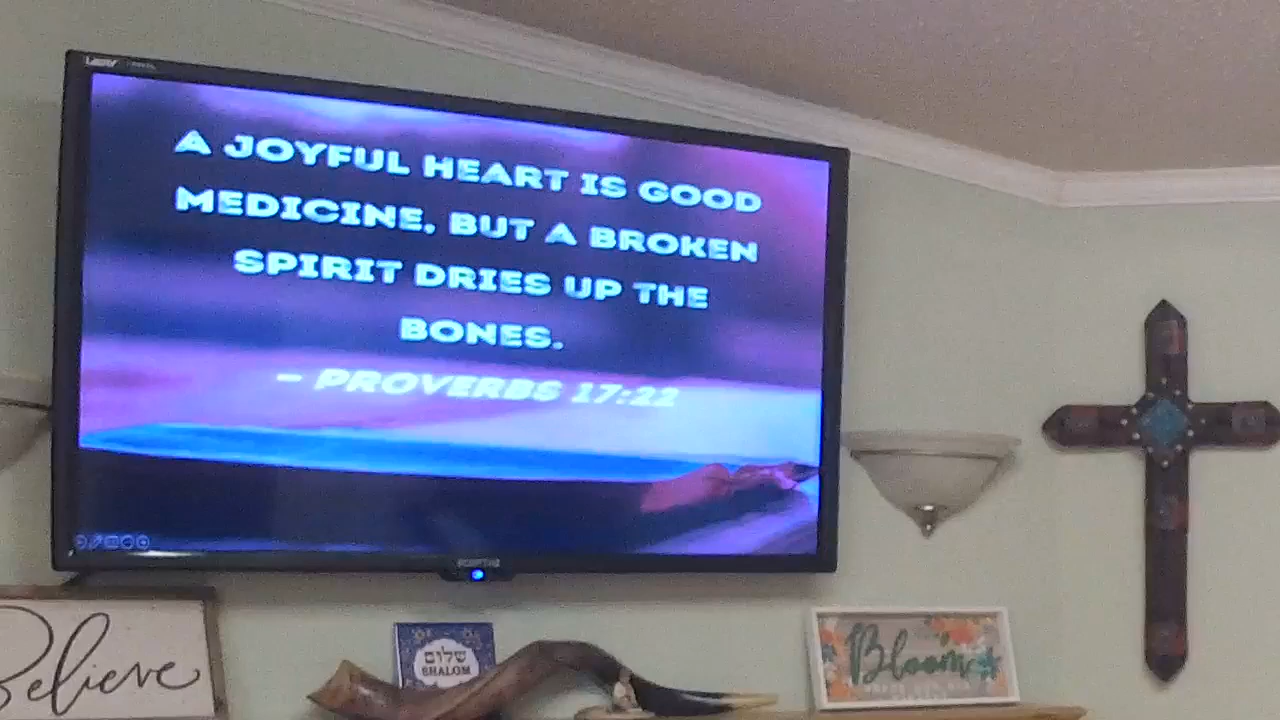 A JOYFUL HEART IS GOOD
MEDICINE, BUT A BROKEN
SPIRIT DRIES UP THE
BONES.
– PROVERBS 17:22
SCEPTRE
Believe
שלום
SHALOM
Bloom